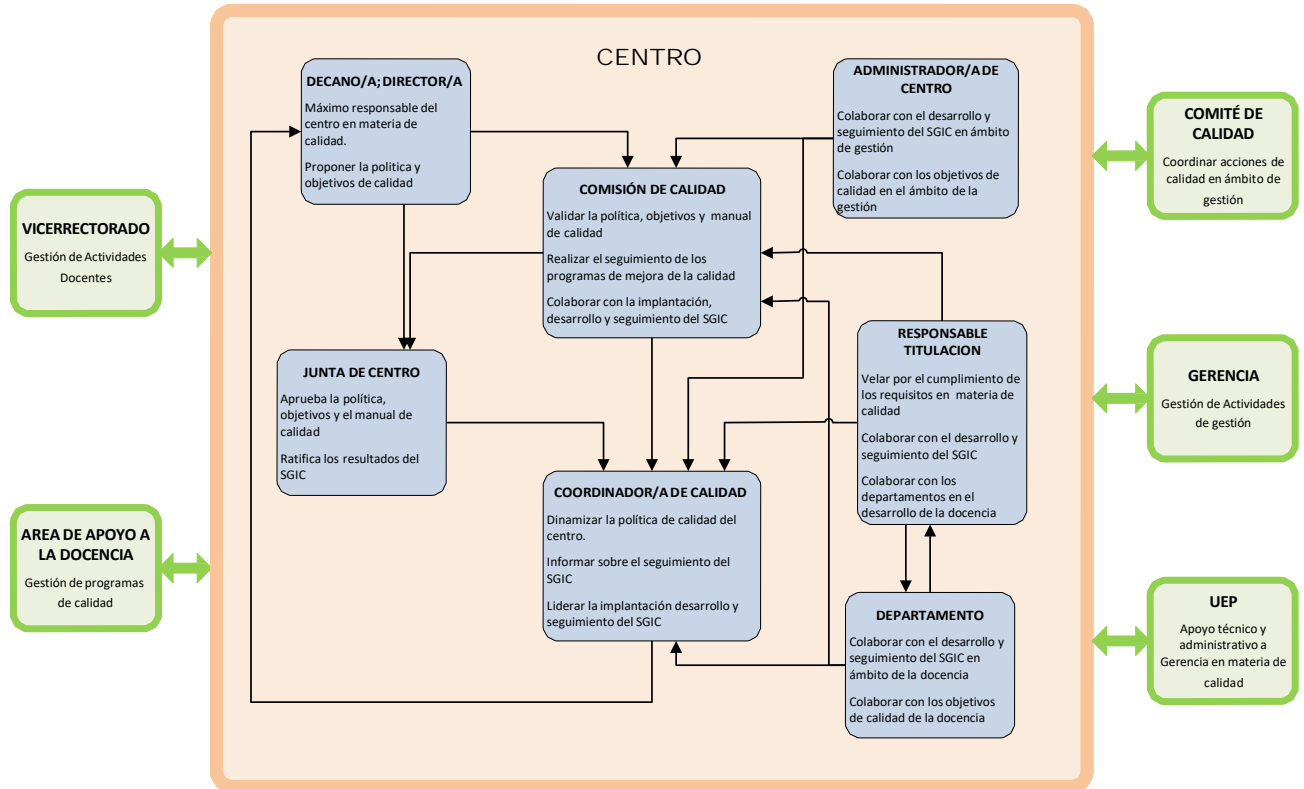 CENTRO
DECANO/A; DIRECTOR/A
Máximo responsable del
centro en materia de
calidad.
Proponer la politica y
objetivos de calidad
ADMINISTRADOR/A DE
CENTRO
Colaborar con el desarrollo y
seguimiento del SGIC en ámbito
de gestión
Colaborar con los objetivos de
calidad en el ámbito de la
gestión
COMITÉ DE
CALIDAD
Coordinar acciones de
calidad en ámbito de
gestión
VICERRECTORADO
Gestión de Actividades
Docentes
COMISIÓN DE CALIDAD
Validar la política, objetivos y manual
de calidad
Realizar el seguimiento de los
programas de mejora de la calidad
Colaborar con la implantación,
desarrollo y seguimiento del SGIC
RESPONSABLE
TITULACION
Velar por el cumplimiento de
los requisitos en materia de
calidad
Colaborar con el desarrollo y
seguimiento del SGIC
Colaborar con los
departamentos en el
desarrollo de la docencia
GERENCIA
Gestión de Actividades
de gestión
JUNTA DE CENTRO
Aprueba la política,
objetivos y el manual de
calidad
Ratifica los resultados del
SGIC
COORDINADOR/A DE CALIDAD
Dinamizar la política de calidad del
centro.
Informar sobre el seguimiento del
SGIC
Liderar la implantación desarrollo y
seguimiento del SGIC
AREA DE APOYO A
LA DOCENCIA
Gestión de programas
de calidad
DEPARTAMENTO
Colaborar con el desarrollo y
seguimiento del SGIC en
ámbito de la docencia
Colaborar con los objetivos
de calidad de la docencia
UEP
Apoyo técnico y
administrativo a
Gerencia en materia de
calidad